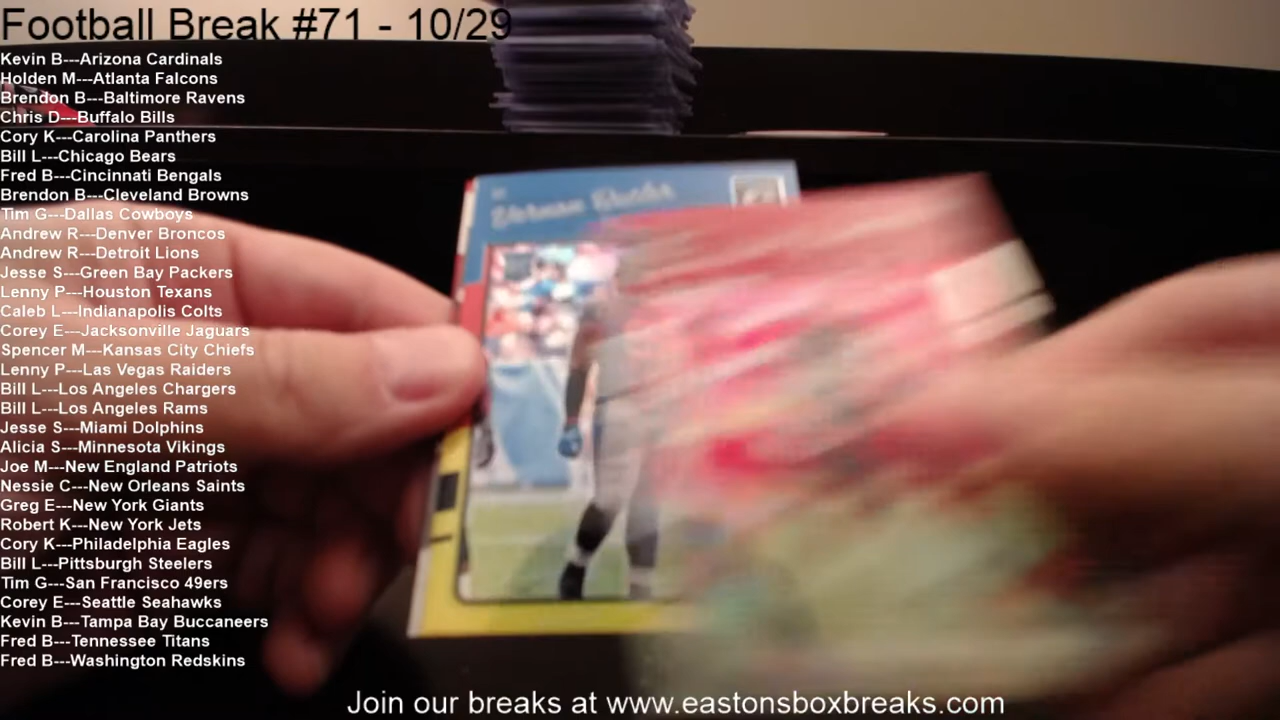 Football Break #71 - 10/29
Kevin B---Arizona Cardinals
Holden M---Atlanta Falcons
Brendon B---Baltimore Ravens
Chris D---Buffalo Bills
Cory K---Carolina Panthers
Bill L---Chicago Bears
Fred B---Cincinnati Bengals
Brendon B---Cleveland Browns
Tim G---Dallas Cowboys
Andrew R---Denver Broncos
Andrew R---Detroit Lions
Jesse S---Green Bay Packers
Lenny P---Houston Texans
Caleb L---Indianapolis Colts
Corey E---Jacksonville Jaguars
Spencer M---Kansas City Chiefs
Lenny P---Las Vegas Raiders
Bill L---Los Angeles Chargers
Bill L---Los Angeles Rams
Jesse S---Miami Dolphins
Alicia S---Minnesota Vikings
Joe M---New England Patriots
Nessie C---New Orleans Saints
Greg E---New York Giants
Robert K---New York Jets
Cory K---Philadelphia Eagles
Bill L---Pittsburgh Steelers
Tim G---San Francisco 49ers
Corey E---Seattle Seahawks
Kevin B---Tampa Bay Buccaneers
Fred B---Tennessee Titans
Fred B---Washington Redskins
Join our breaks at www.eastonsboxbreaks.com